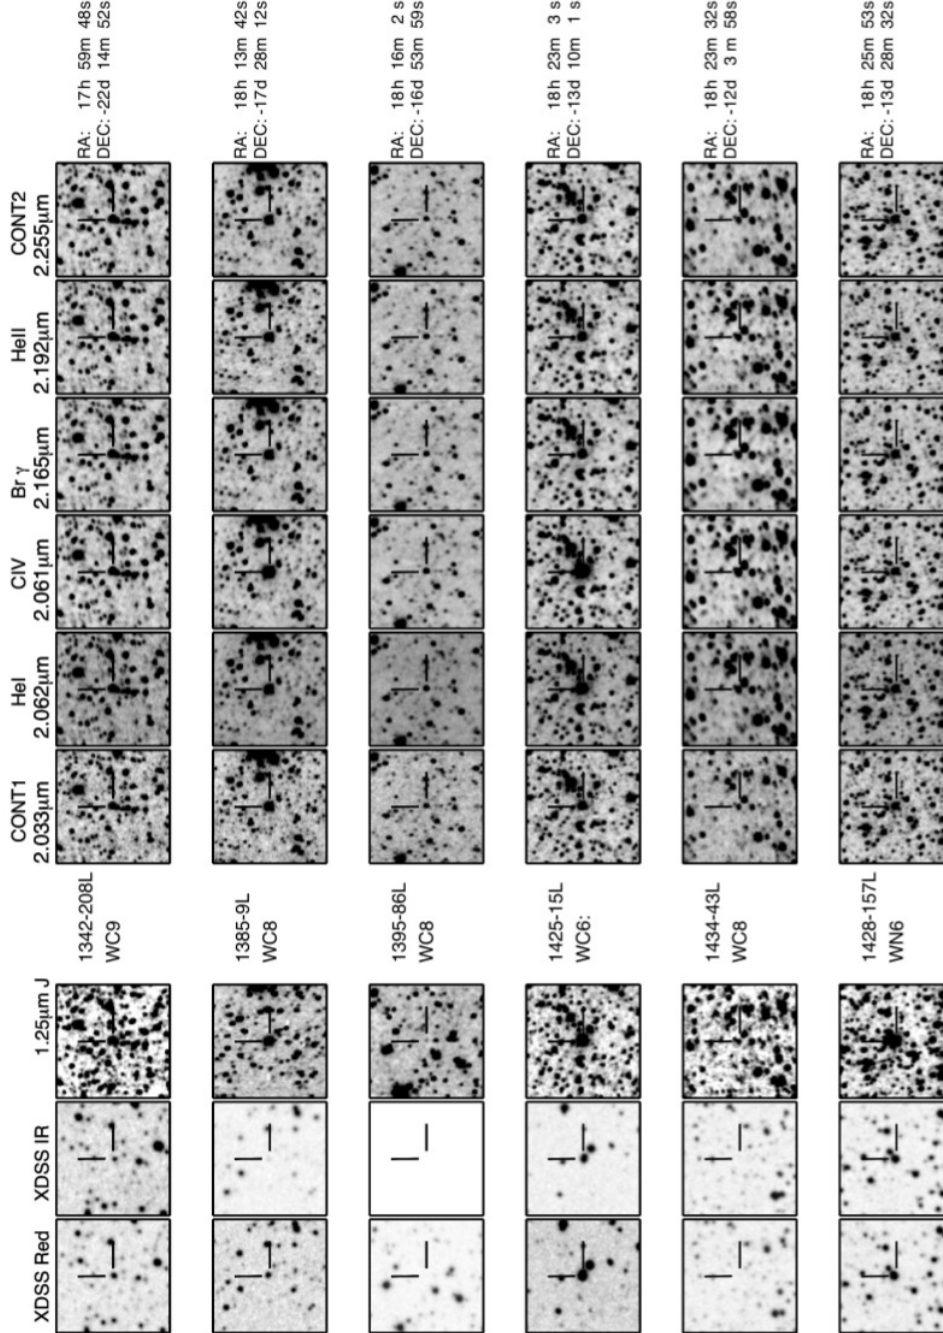 XDSS Red XDSS IR 1.25μm J CONT1 HeI CIV Br γ HeII CONT2
2.033μm 2.062μm 2.061μm 2.165μm 2.192μm 2.255μm
1342-208L RA: 17h 59m 48s
WC9 DEC: -22d 14m 52s
1385-9L RA: 18h 13m 42s
WC8 DEC: -17d 28m 12s
1395-86L RA: 18h 16m 2 s
WC8 DEC: -16d 53m 59s
1425-15L RA: 18h 23m 3 s
WC6: DEC: -13d 10m 1 s
1434-43L RA: 18h 23m 32s
WC8 DEC: -12d 3 m 58s
1428-157L RA: 18h 25m 53s
WN6 DEC: -13d 28m 32s